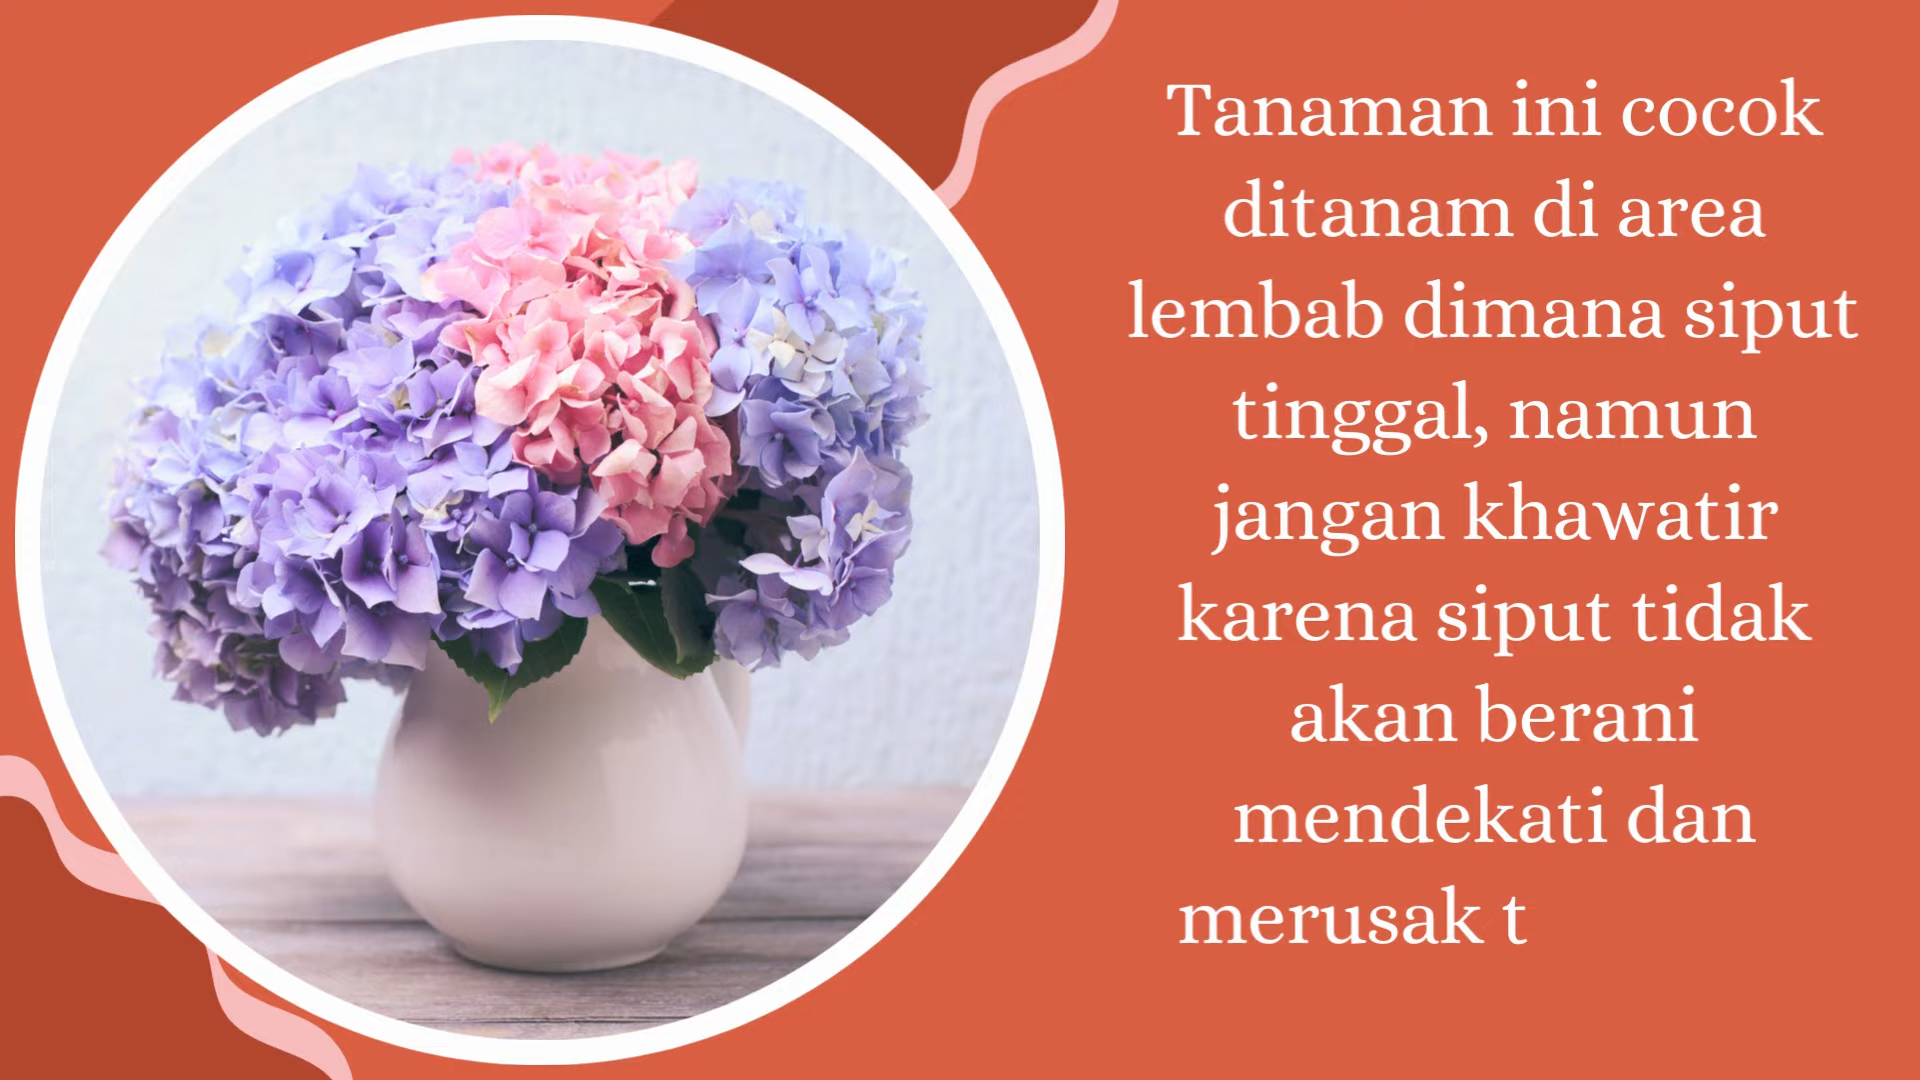 Tanaman ini cocok
ditanam di area
lembab dimana siput
tinggal, namun
jangan khawatir
karena siput tidak
akan berani
mendekati dan
merusak t